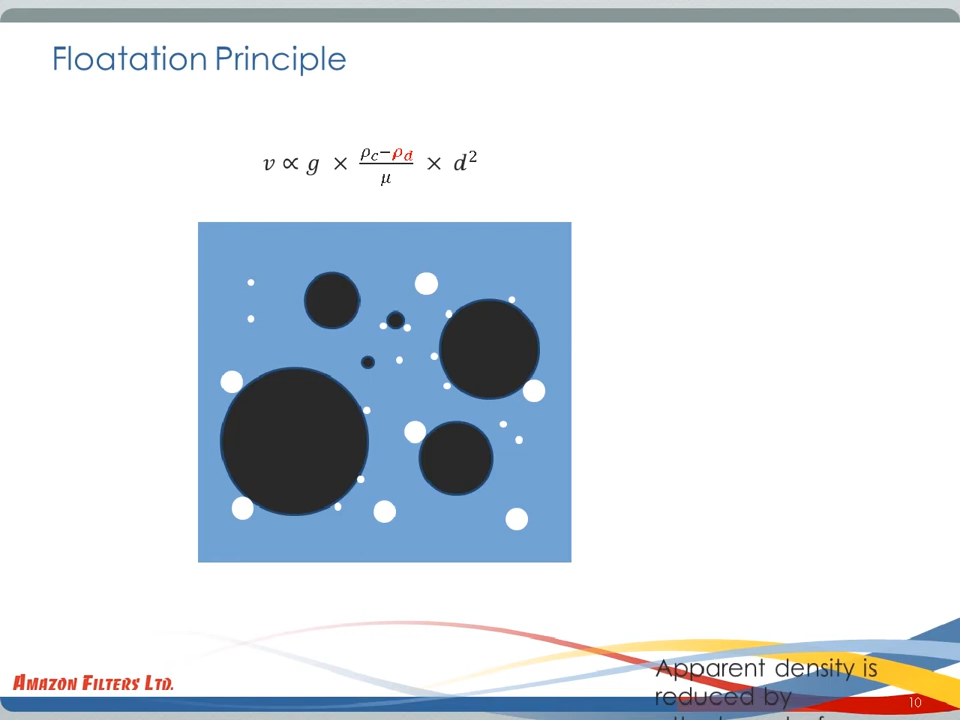 Floatation Principle
v ∝ g × (ρc−ρd)/μ × d²
Apparent density is
reduced by
AMAZON FILTERS LTD.
10